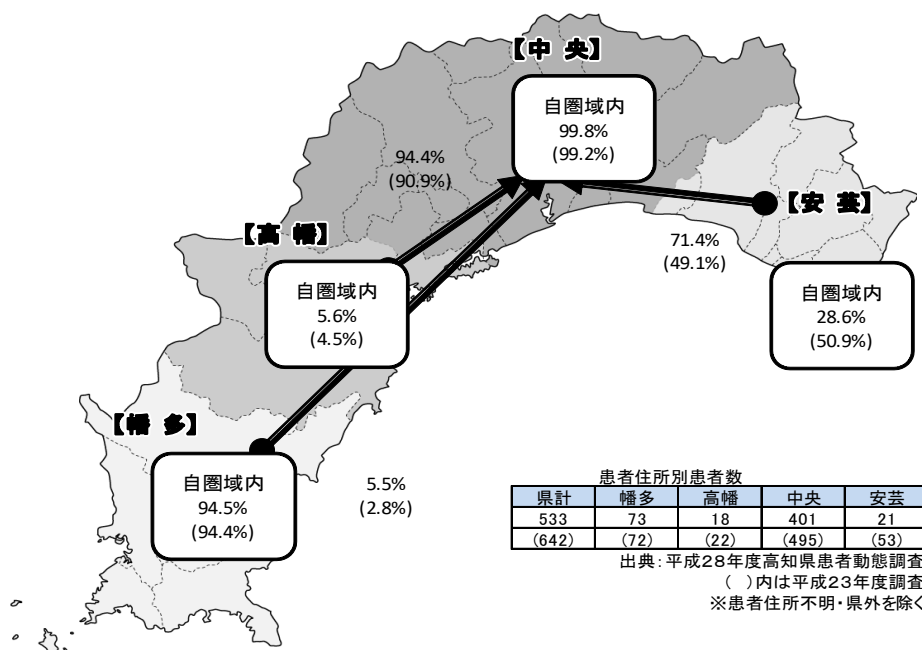 【中 央】
自圏域内
99.8%
(99.2%)
94.4%
(90.9%)
【安 芸】
【高 幡】
71.4%
(49.1%)
自圏域内
5.6%
(4.5%)
自圏域内
28.6%
(50.9%)
【幡 多】
自圏域内
94.5%
(94.4%)
5.5%
(2.8%)
患者住所別患者数
県計 幡多 高幡 中央 安芸
533 73 18 401 21
(642) (72) (22) (495) (53)
出典：平成28年度高知県患者動態調査
（　）内は平成23年度調査
※患者住所不明・県外を除く